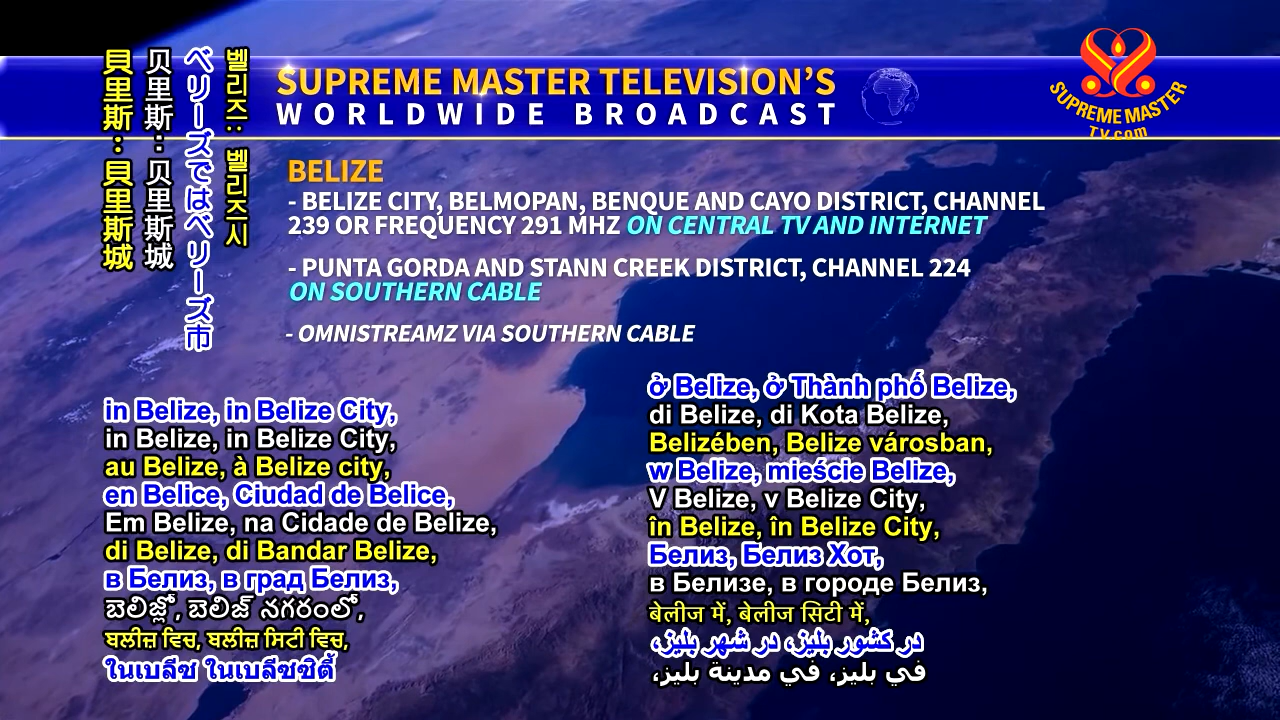 SUPREME MASTER TELEVISION'S
WORLDWIDE BROADCAST
SUPREME MASTER
TV.com
貝里斯：貝里斯城
贝里斯：贝里斯城
ベリーズではベリーズ市
벨리즈: 벨리즈 시
BELIZE
- BELIZE CITY, BELMOPAN, BENQUE AND CAYO DISTRICT, CHANNEL
239 OR FREQUENCY 291 MHZ ON CENTRAL TV AND INTERNET
- PUNTA GORDA AND STANN CREEK DISTRICT, CHANNEL 224
ON SOUTHERN CABLE
- OMNISTREAMZ VIA SOUTHERN CABLE
in Belize, in Belize City,
in Belize, in Belize City,
au Belize, à Belize city,
en Belice, Ciudad de Belice,
Em Belize, na Cidade de Belize,
di Belize, di Bandar Belize,
в Белиз, в град Белиз,
బెలిజ్లో, బెలిజ్ నగరంలో,
ਬਲੀਜ਼ ਵਿਚ, ਬਲੀਜ਼ ਸਿਟੀ ਵਿਚ,
ในเบลีซ ในเบลีซซิตี้
ở Belize, ở Thành phố Belize,
di Belize, di Kota Belize,
Belizében, Belize városban,
w Belize, mieście Belize,
V Belize, v Belize City,
în Belize, în Belize City,
Белиз, Белиз Хот,
в Белизе, в городе Белиз,
बेलीज में, बेलीज सिटी में,
در کشور بلیز، در شهر بلیز،
في بليز، في مدينة بليز،